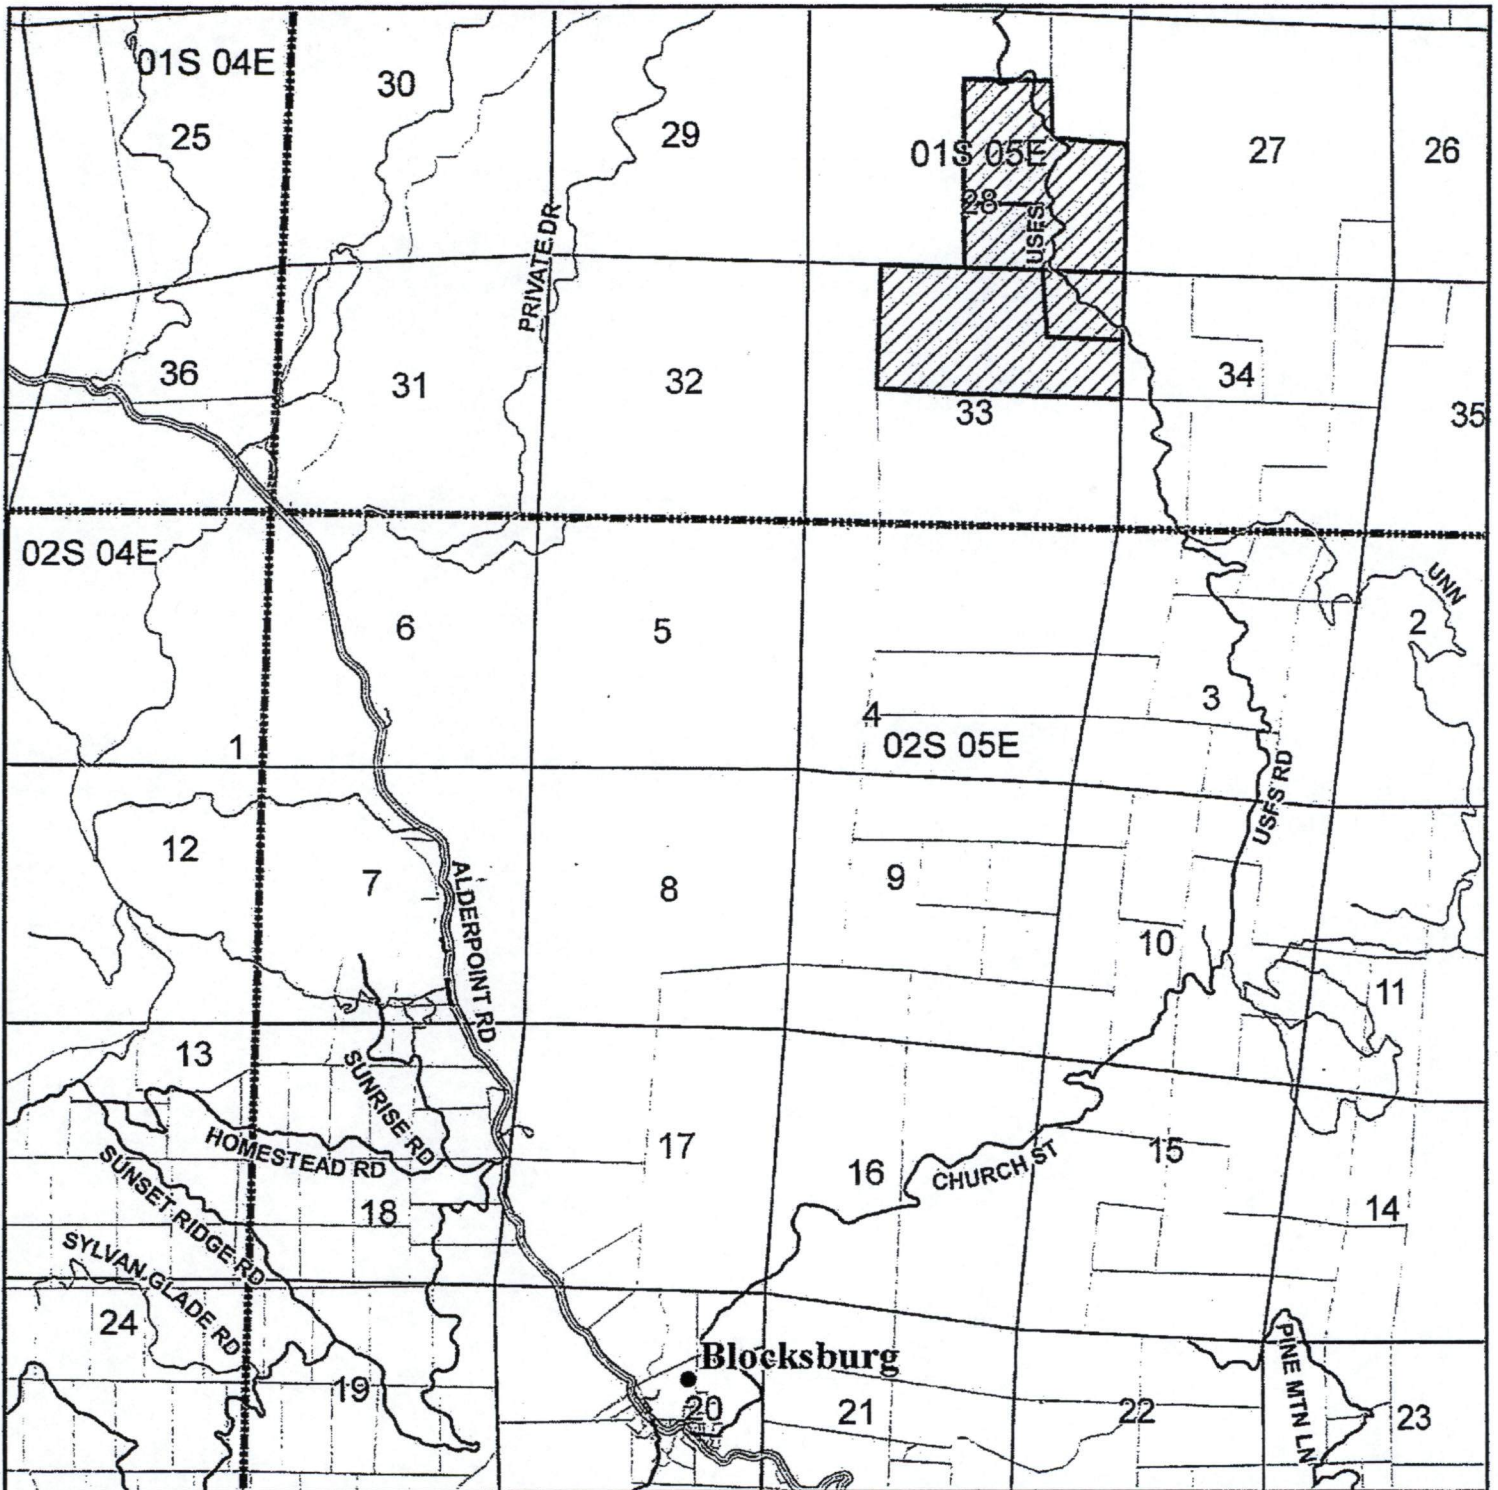 01S 04E
30
25
29
01S 05E
27
26
28
USFS
PRIVATE DR
36
31
32
34
33
35
02S 04E
UNN
6
5
2
3
4
02S 05E
1
USFS RD
12
7
8
9
ALDERPOINT RD
10
11
13
SUNRISE RD
HOMESTEAD RD
17
15
16
CHURCH ST
SUNSET RIDGE RD
18
14
SYLVAN GLADE RD
24
Blocksburg
PINE MTN LN
19
20
21
22
23